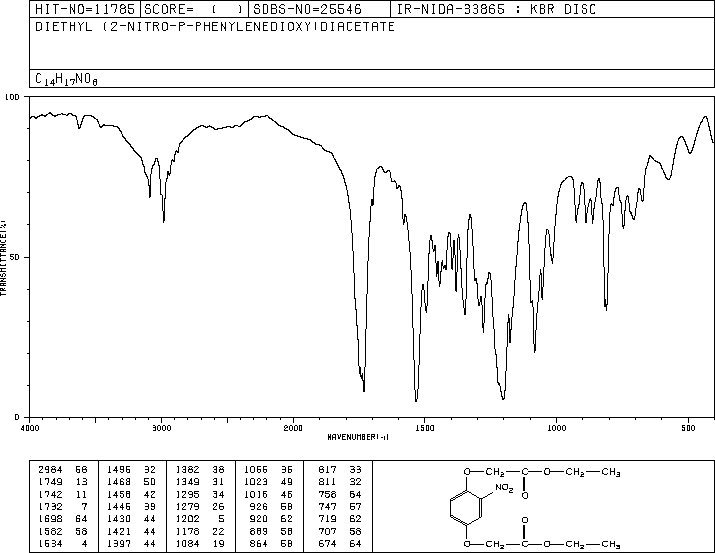 HIT-NO=11785 SCORE= ( ) SDBS-NO=25546 IR-NIDA-33865 : KBR DISC
DIETHYL (2-NITRO-P-PHENYLENEDIOXY)DIACETATE
C14H17NO8
100
50
0
TRANSMITTANCE(%)
4000 3000 2000 1500 1000 500
WAVENUMBER(-1)
2984 68 1496 32 1382 38 1066 36 817 33
1749 13 1468 50 1349 31 1023 49 811 32
1742 11 1458 42 1295 34 1016 46 758 64
1732 7 1446 39 1279 26 926 58 747 57
1698 64 1430 44 1202 5 920 62 719 62
1582 58 1421 44 1178 22 889 58 707 58
1534 4 1397 44 1084 19 864 58 674 64
O—CH2—C—O—CH2—CH3
NO2
O
O
O—CH2—C—O—CH2—CH3